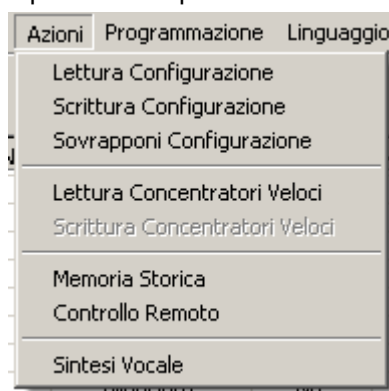 Azioni Programmazione Linguaggio
Lettura Configurazione
Scrittura Configurazione
Sovrapponi Configurazione
Lettura Concentratori Veloci
Scrittura Concentratori Veloci
Memoria Storica
Controllo Remoto
Sintesi Vocale